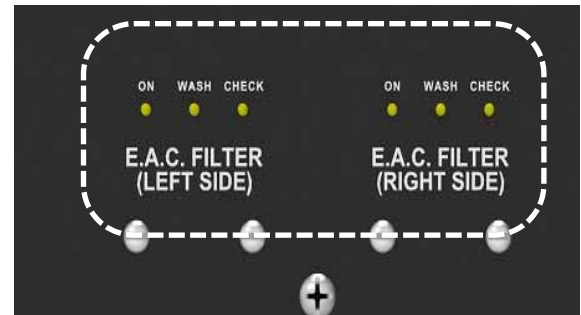 ON WASH CHECK
E.A.C. FILTER
(LEFT SIDE)
ON WASH CHECK
E.A.C. FILTER
(RIGHT SIDE)